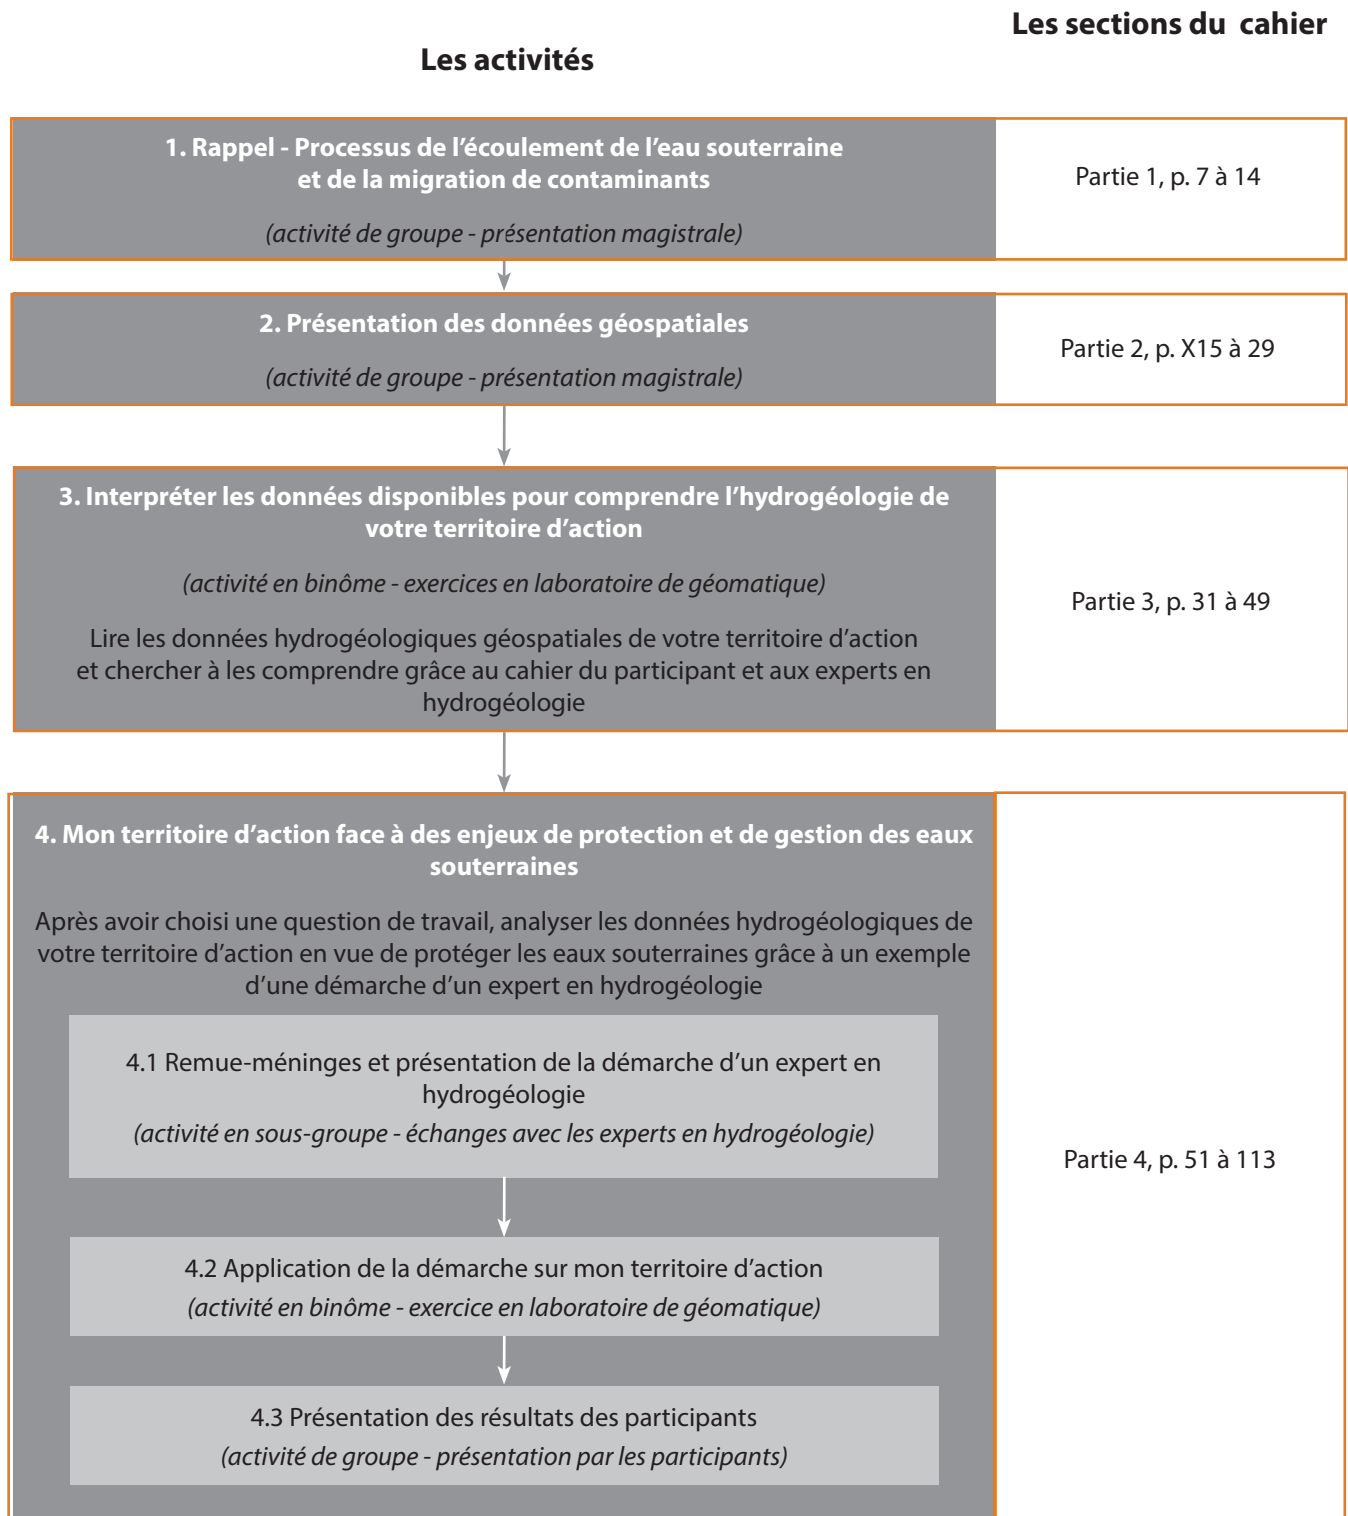 Les sections du cahier
Les activités
1. Rappel - Processus de l'écoulement de l'eau souterraine
et de la migration de contaminants
(activité de groupe - présentation magistrale)
Partie 1, p. 7 à 14
2. Présentation des données géospatiales
(activité de groupe - présentation magistrale)
Partie 2, p. X15 à 29
3. Interpréter les données disponibles pour comprendre l'hydrogéologie de
votre territoire d'action
(activité en binôme - exercices en laboratoire de géomatique)
Lire les données hydrogéologiques géospatiales de votre territoire d'action
et chercher à les comprendre grâce au cahier du participant et aux experts en
hydrogéologie
Partie 3, p. 31 à 49
4. Mon territoire d'action face à des enjeux de protection et de gestion des eaux
souterraines
Après avoir choisi une question de travail, analyser les données hydrogéologiques de
votre territoire d'action en vue de protéger les eaux souterraines grâce à un exemple
d'une démarche d'un expert en hydrogéologie
4.1 Remue-méninges et présentation de la démarche d'un expert en
hydrogéologie
(activité en sous-groupe - échanges avec les experts en hydrogéologie)
4.2 Application de la démarche sur mon territoire d'action
(activité en binôme - exercice en laboratoire de géomatique)
4.3 Présentation des résultats des participants
(activité de groupe - présentation par les participants)
Partie 4, p. 51 à 113